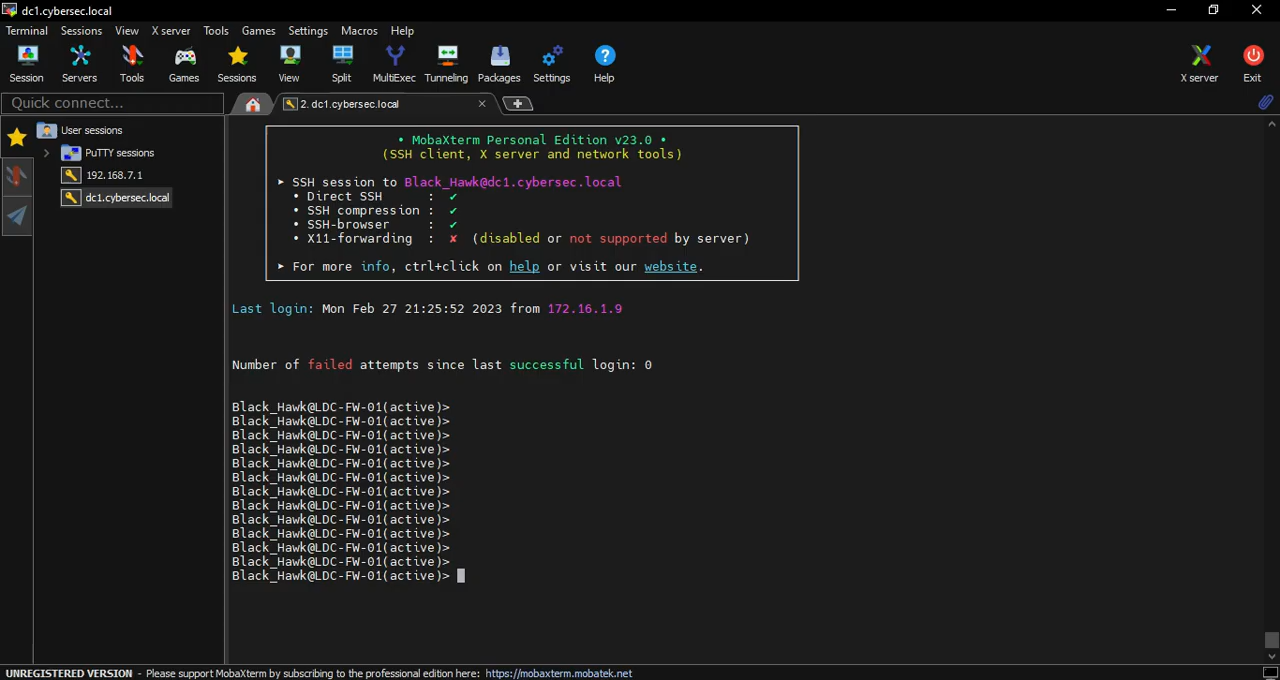 dc1.cybersec.local
Terminal Sessions View X server Tools Games Settings Macros Help
Session Servers Tools Games Sessions View Split MultiExec Tunneling Packages Settings Help X server Exit
Quick connect...
2. dc1.cybersec.local
User sessions
PuTTY sessions
192.168.7.1
dc1.cybersec.local
• MobaXterm Personal Edition v23.0 •
(SSH client, X server and network tools)
► SSH session to Black_Hawk@dc1.cybersec.local
• Direct SSH : ✔
• SSH compression : ✔
• SSH-browser : ✔
• X11-forwarding : ✘ (disabled or not supported by server)
► For more info, ctrl+click on help or visit our website.
Last login: Mon Feb 27 21:25:52 2023 from 172.16.1.9
Number of failed attempts since last successful login: 0
Black_Hawk@LDC-FW-01(active)>
Black_Hawk@LDC-FW-01(active)>
Black_Hawk@LDC-FW-01(active)>
Black_Hawk@LDC-FW-01(active)>
Black_Hawk@LDC-FW-01(active)>
Black_Hawk@LDC-FW-01(active)>
Black_Hawk@LDC-FW-01(active)>
Black_Hawk@LDC-FW-01(active)>
Black_Hawk@LDC-FW-01(active)>
Black_Hawk@LDC-FW-01(active)>
Black_Hawk@LDC-FW-01(active)>
Black_Hawk@LDC-FW-01(active)>
Black_Hawk@LDC-FW-01(active)>
UNREGISTERED VERSION - Please support MobaXterm by subscribing to the professional edition here: https://mobaxterm.mobatek.net